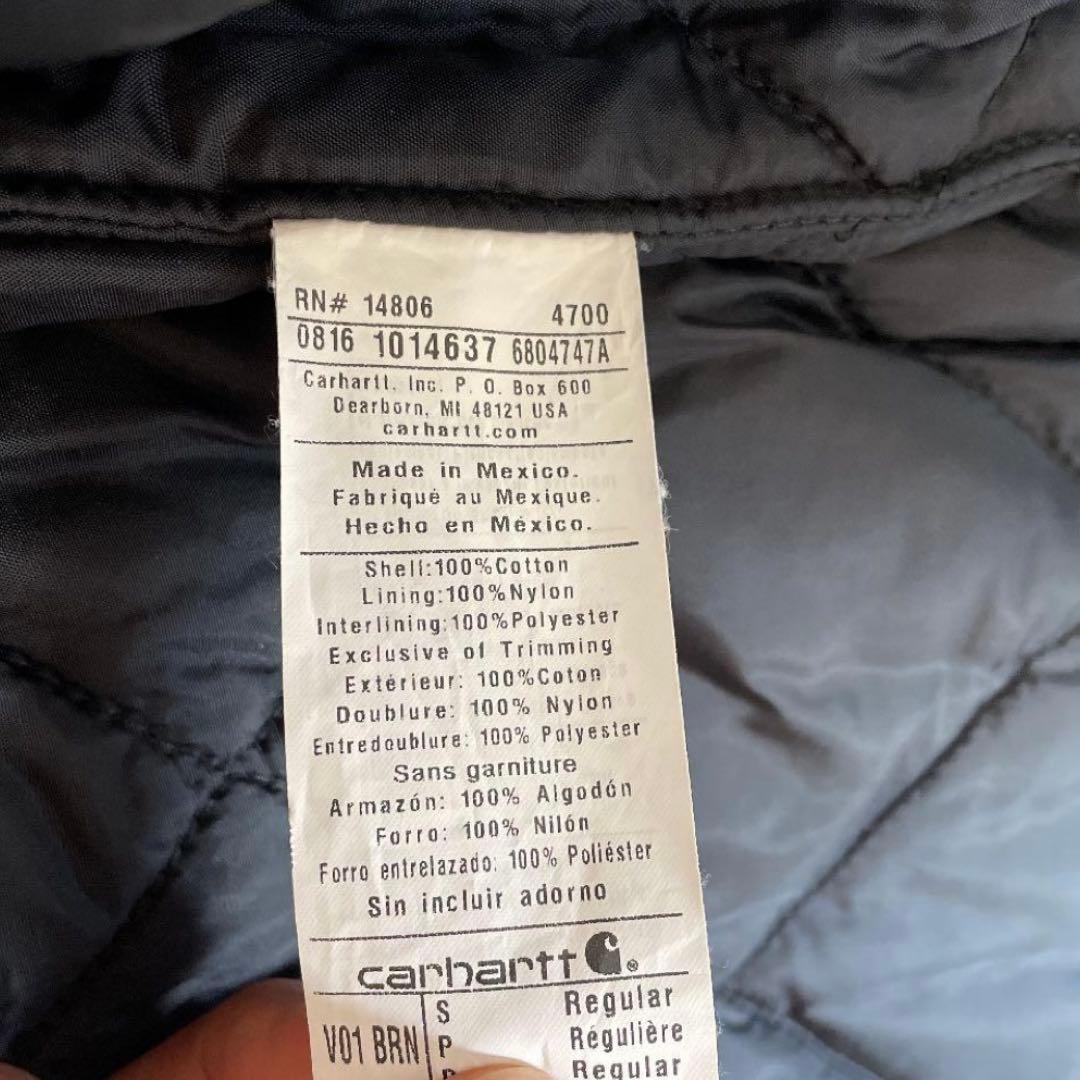 RN# 14806 4700
0816 1014637 6804747A
Carhartt, Inc. P. O. Box 600
Dearborn, MI 48121 USA
carhartt.com
Made in Mexico.
Fabriqué au Mexique.
Hecho en México.
Shell:100%Cotton
Lining:100%Nylon
Interlining:100%Polyester
Exclusive of Trimming
Extérieur: 100%Coton
Doublure: 100% Nylon
Entredoublure: 100% Polyester
Sans garniture
Armazón: 100% Algodón
Forro: 100% Nilón
Forro entrelazado: 100% Poliéster
Sin incluir adorno
carhartt ®
S Regular
V01 BRN P Régulière
Regular